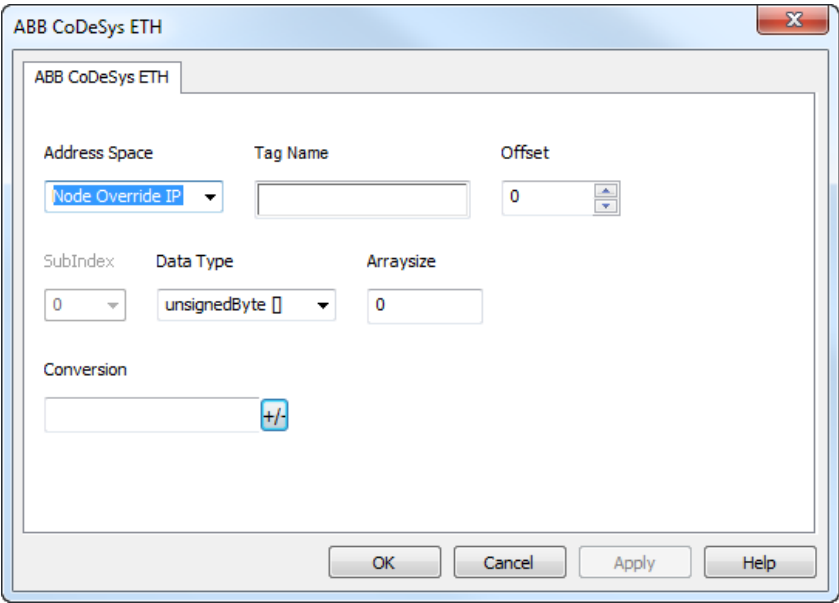 ABB CoDeSys ETH
ABB CoDeSys ETH
Address Space Tag Name Offset
Node Override IP 0
SubIndex Data Type Arraysize
0 unsignedByte [] 0
Conversion
+/-
OK Cancel Apply Help